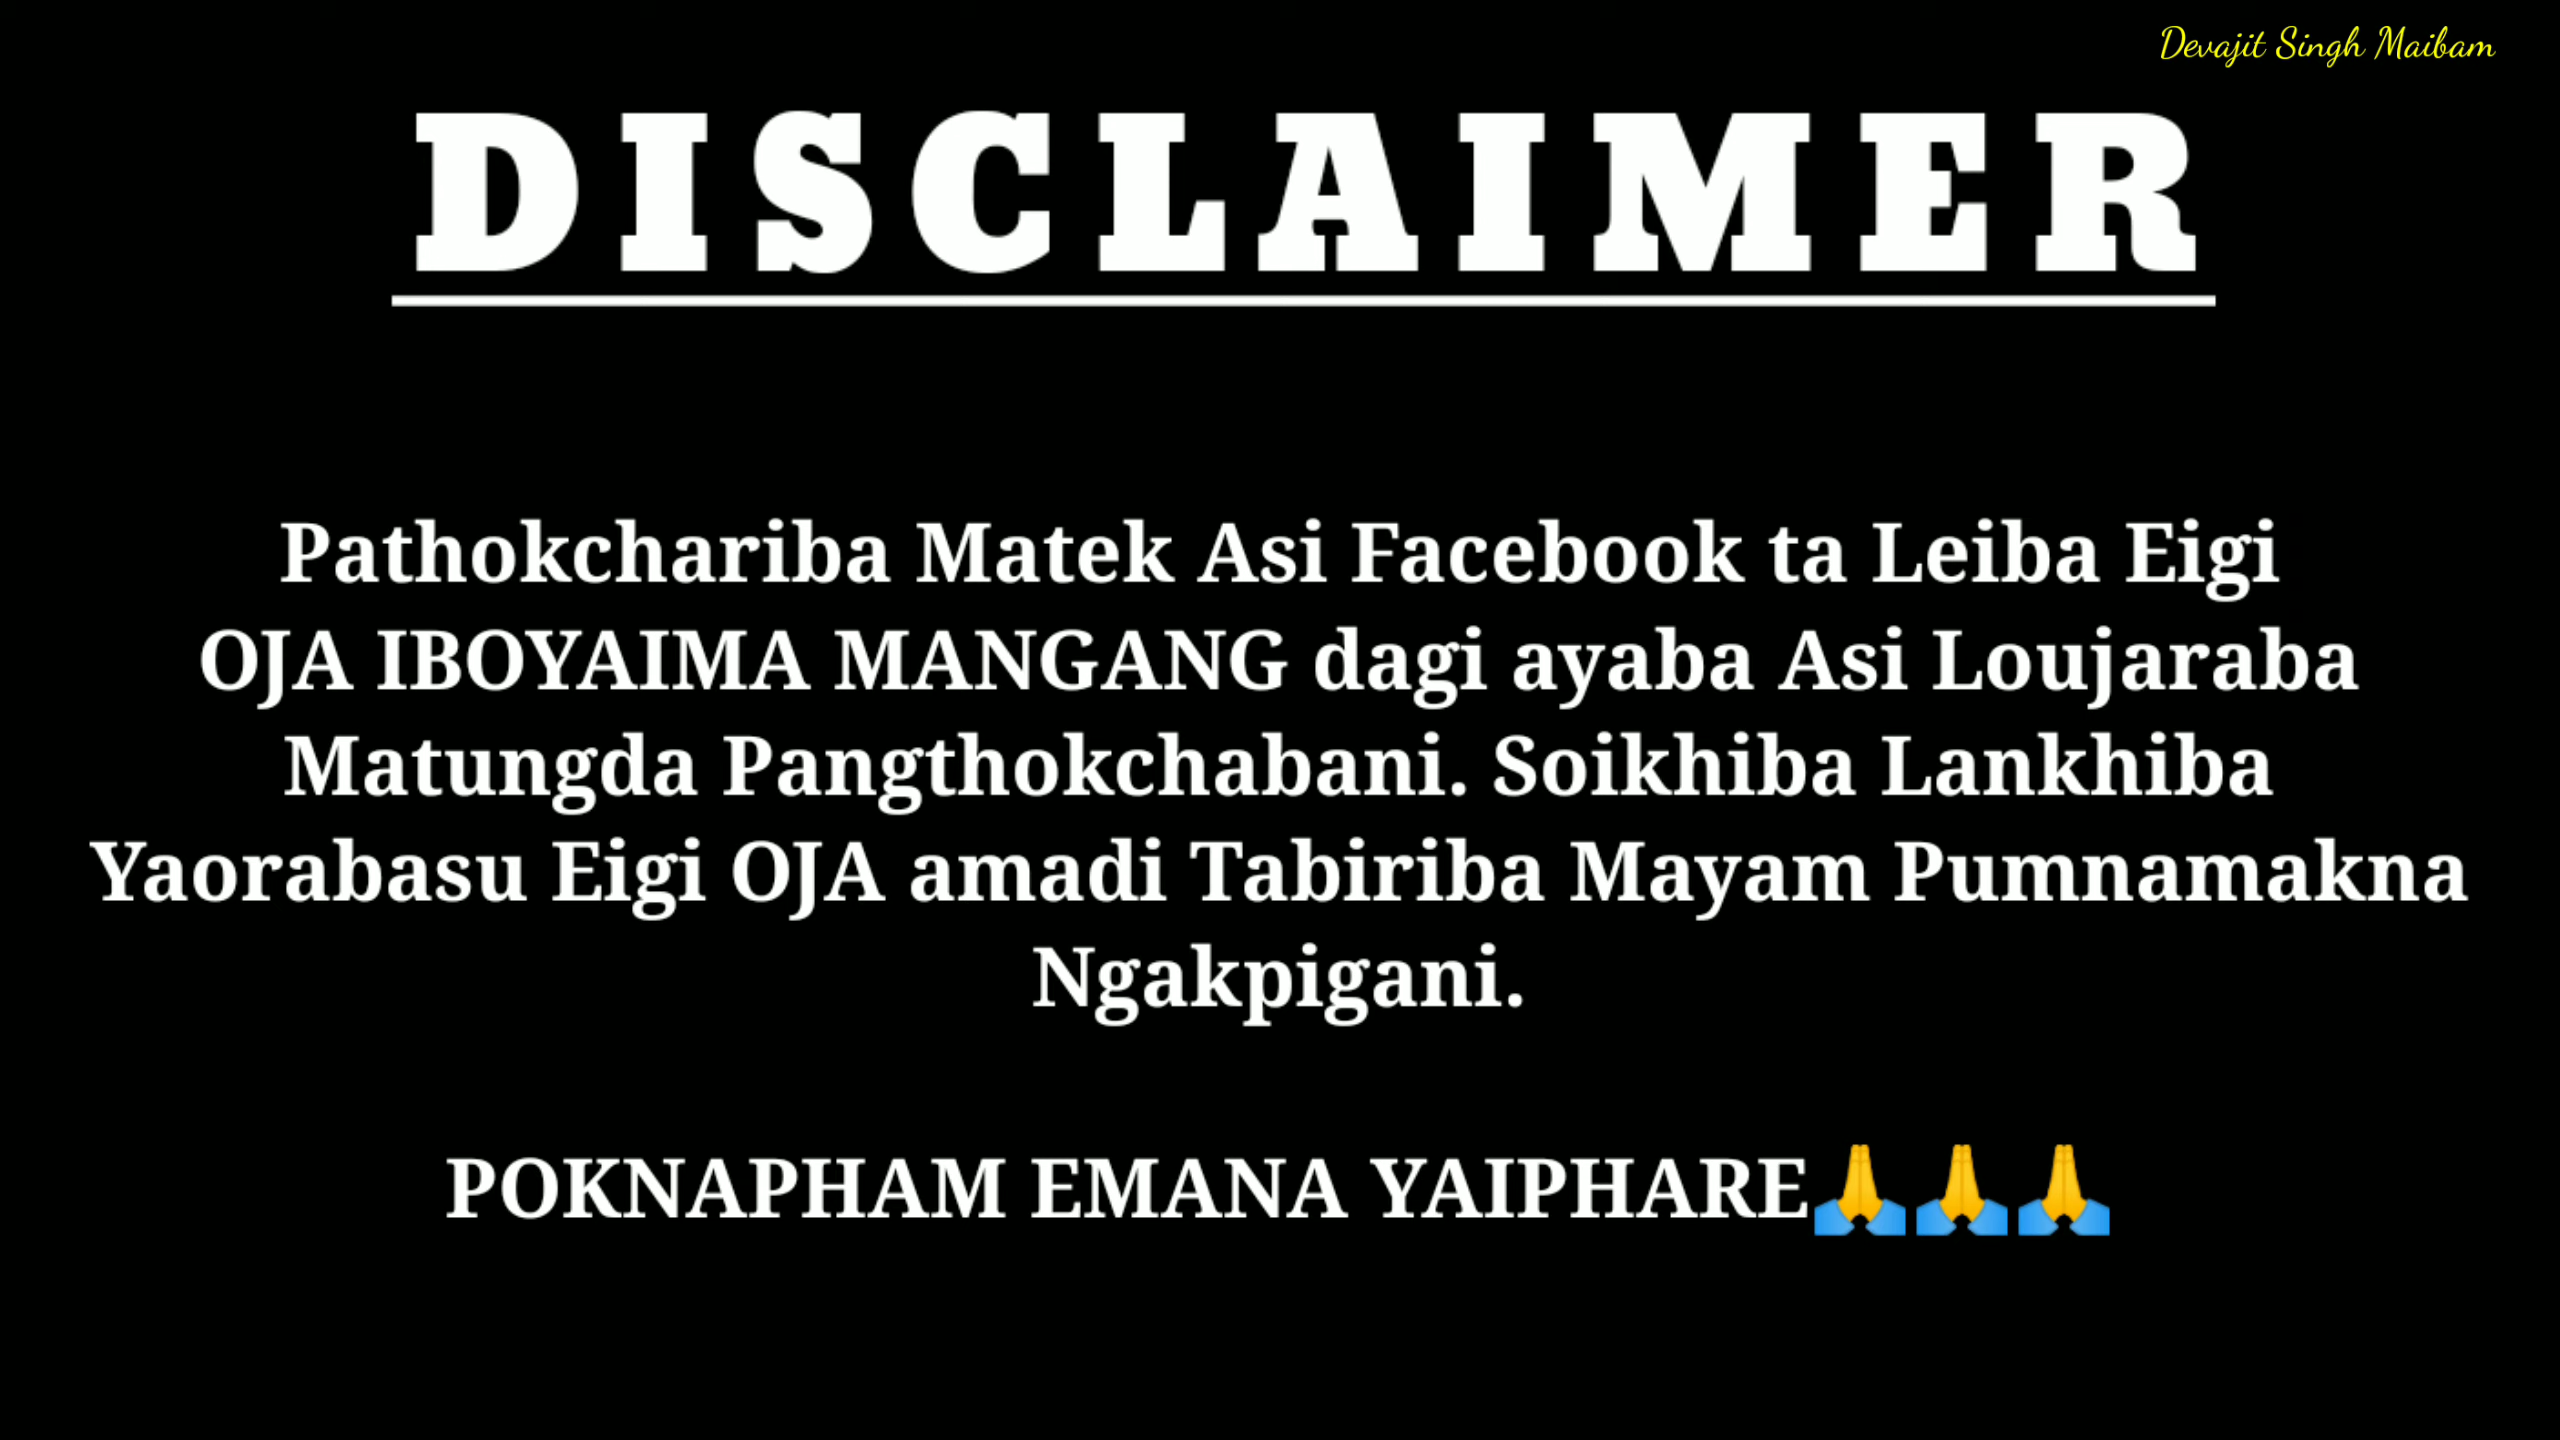 Devajit Singh Maibam
DISCLAIMER
Pathokchariba Matek Asi Facebook ta Leiba Eigi
OJA IBOYAIMA MANGANG dagi ayaba Asi Loujaraba
Matungda Pangthokchabani. Soikhiba Lankhiba
Yaorabasu Eigi OJA amadi Tabiriba Mayam Pumnamakna
Ngakpigani.
POKNAPHAM EMANA YAIPHARE🙏🙏🙏